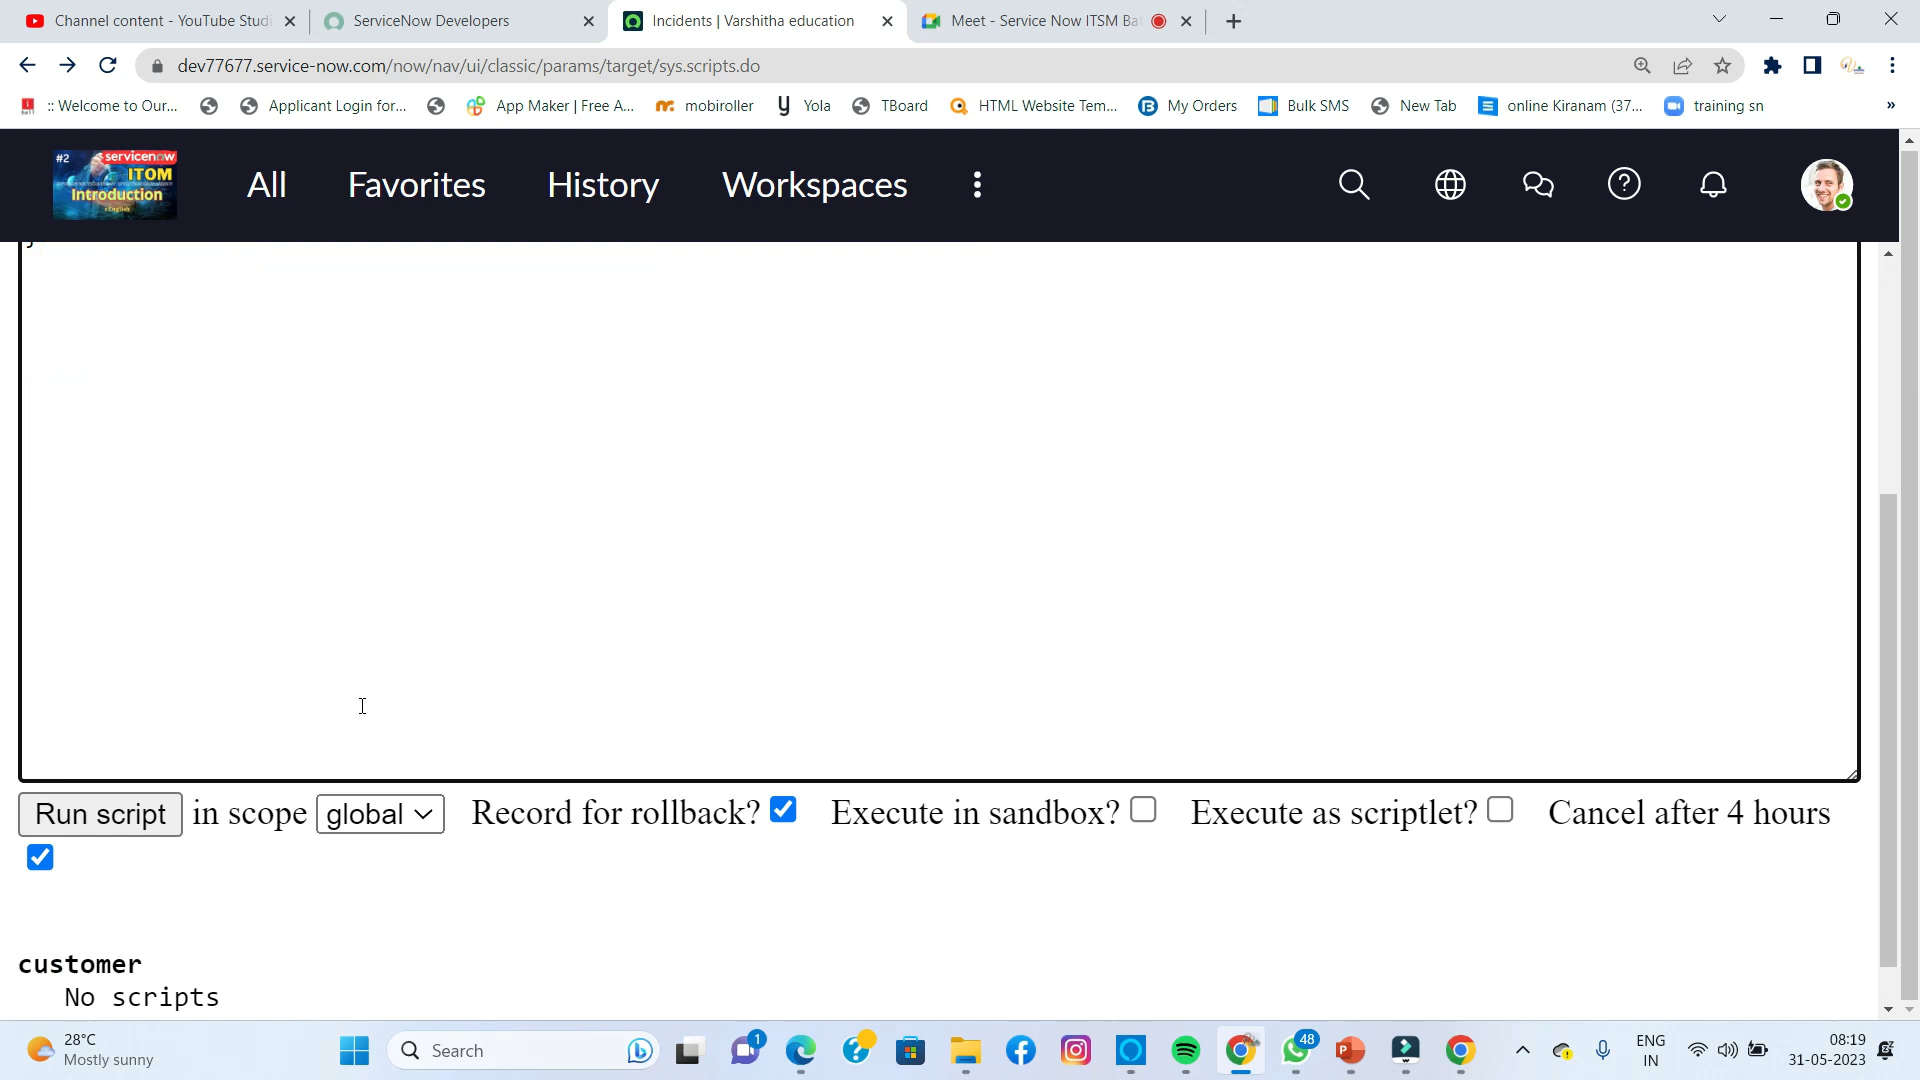 Channel content - YouTube Studi
ServiceNow Developers
Incidents | Varshitha education
Meet - Service Now ITSM Bat
dev77677.service-now.com/now/nav/ui/classic/params/target/sys.scripts.do
:: Welcome to Our...
Applicant Login for...
App Maker | Free A...
mobiroller
Yola
TBoard
HTML Website Tem...
My Orders
Bulk SMS
New Tab
online Kiranam (37...
training sn
»
#2 servicenow
ITOM
Introduction
All
Favorites
History
Workspaces
}
Run script in scope global Record for rollback? Execute in sandbox? Execute as scriptlet? Cancel after 4 hours
customer
No scripts
28°C
Mostly sunny
Search
1
48
ENG
IN
08:19
31-05-2023